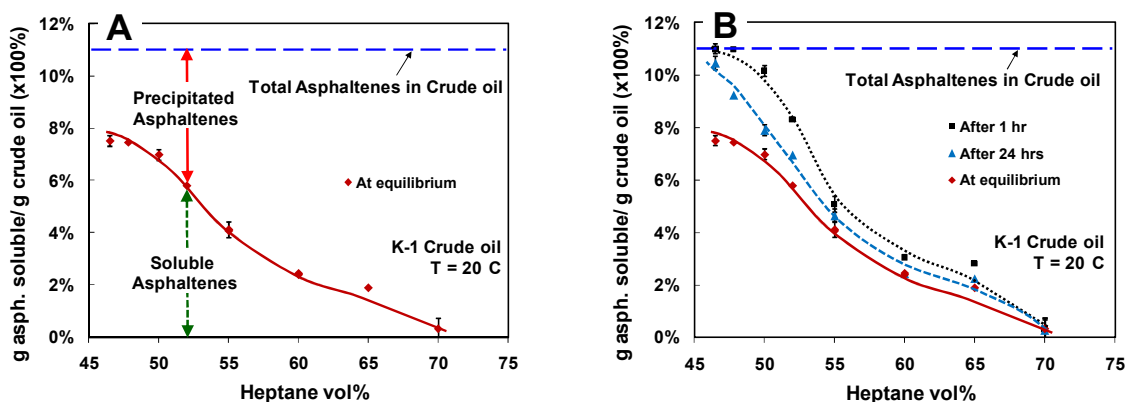 A
g asph. soluble/ g crude oil (x100%)
12%
10%
8%
6%
4%
2%
0%
Total Asphaltenes in Crude oil
Precipitated
Asphaltenes
At equilibrium
K-1 Crude oil
T = 20 C
Soluble
Asphaltenes
45 50 55 60 65 70 75
Heptane vol%
B
g asph. soluble/ g crude oil (x100%)
12%
10%
8%
6%
4%
2%
0%
Total Asphaltenes in Crude oil
After 1 hr
After 24 hrs
At equilibrium
K-1 Crude oil
T = 20 C
45 50 55 60 65 70 75
Heptane vol%